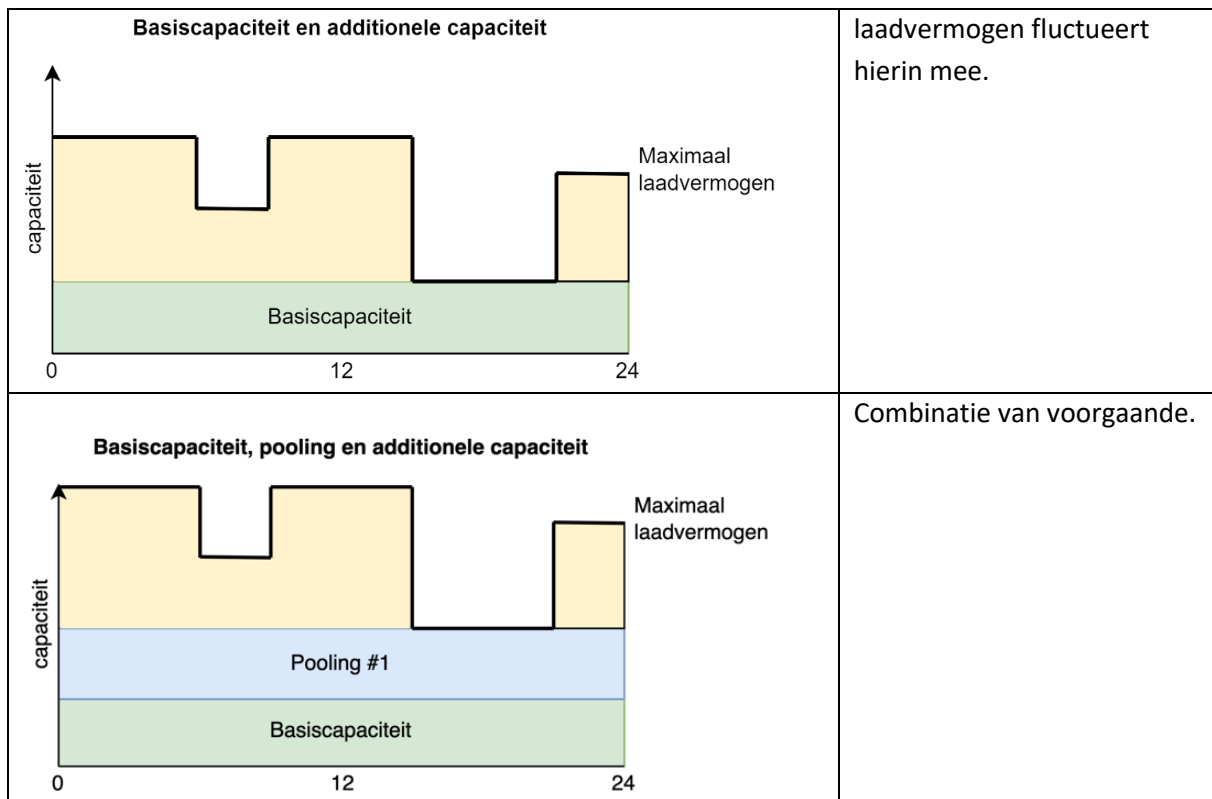 Basiscapaciteit en additionele capaciteit
capaciteit
Maximaal
laadvermogen
Basiscapaciteit
0
12
24
laadvermogen fluctueert
hierin mee.
Basiscapaciteit, pooling en additionele capaciteit
capaciteit
Maximaal
laadvermogen
Pooling #1
Basiscapaciteit
0
12
24
Combinatie van voorgaande.